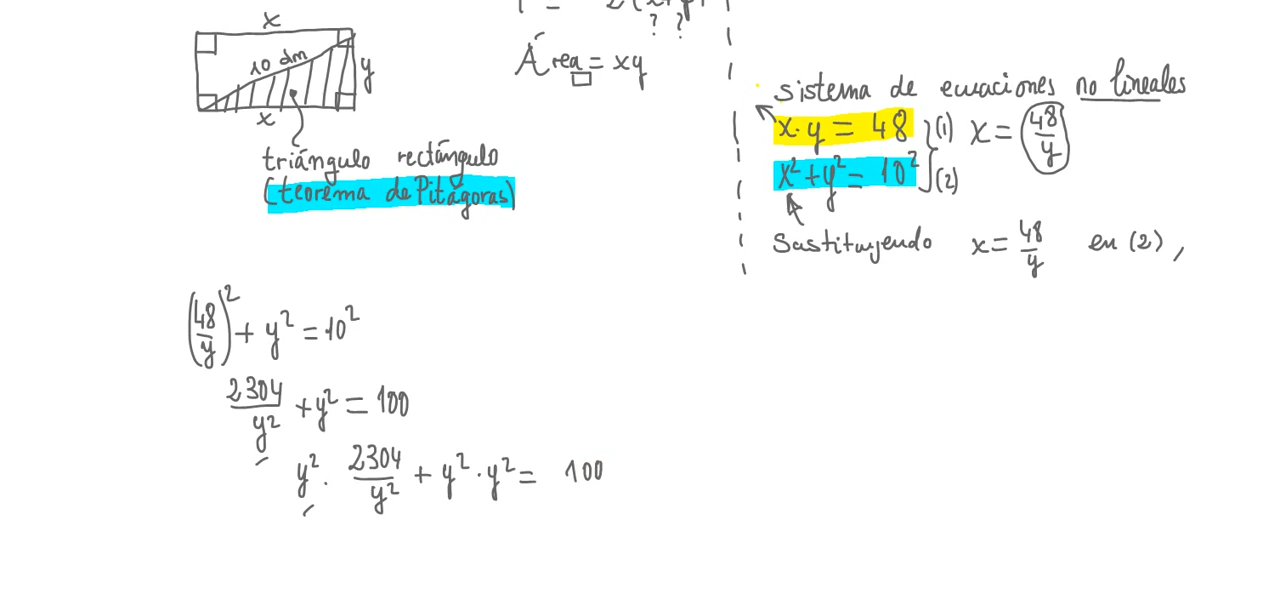 x
10 dm
y
x
triángulo rectángulo
(teorema de Pitágoras)
? ?
Área = xy
sistema de ecuaciones no lineales
x · y = 48 } (1) x = 48/y
x² + y² = 10² } (2)
Sustituyendo x = 48/y en (2),
(48/y)² + y² = 10²
2304/y² + y² = 100
y² · 2304/y² + y² · y² = 100